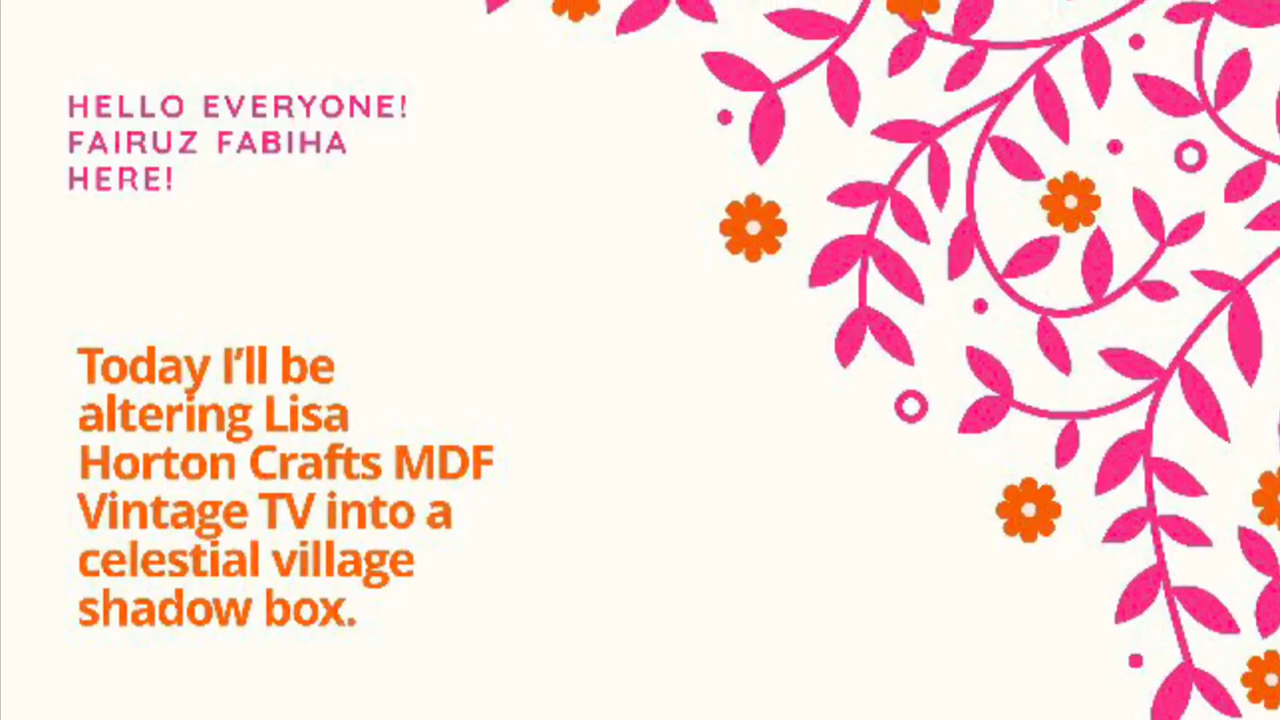 HELLO EVERYONE!
FAIRUZ FABIHA
HERE!
Today I'll be
altering Lisa
Horton Crafts MDF
Vintage TV into a
celestial village
shadow box.